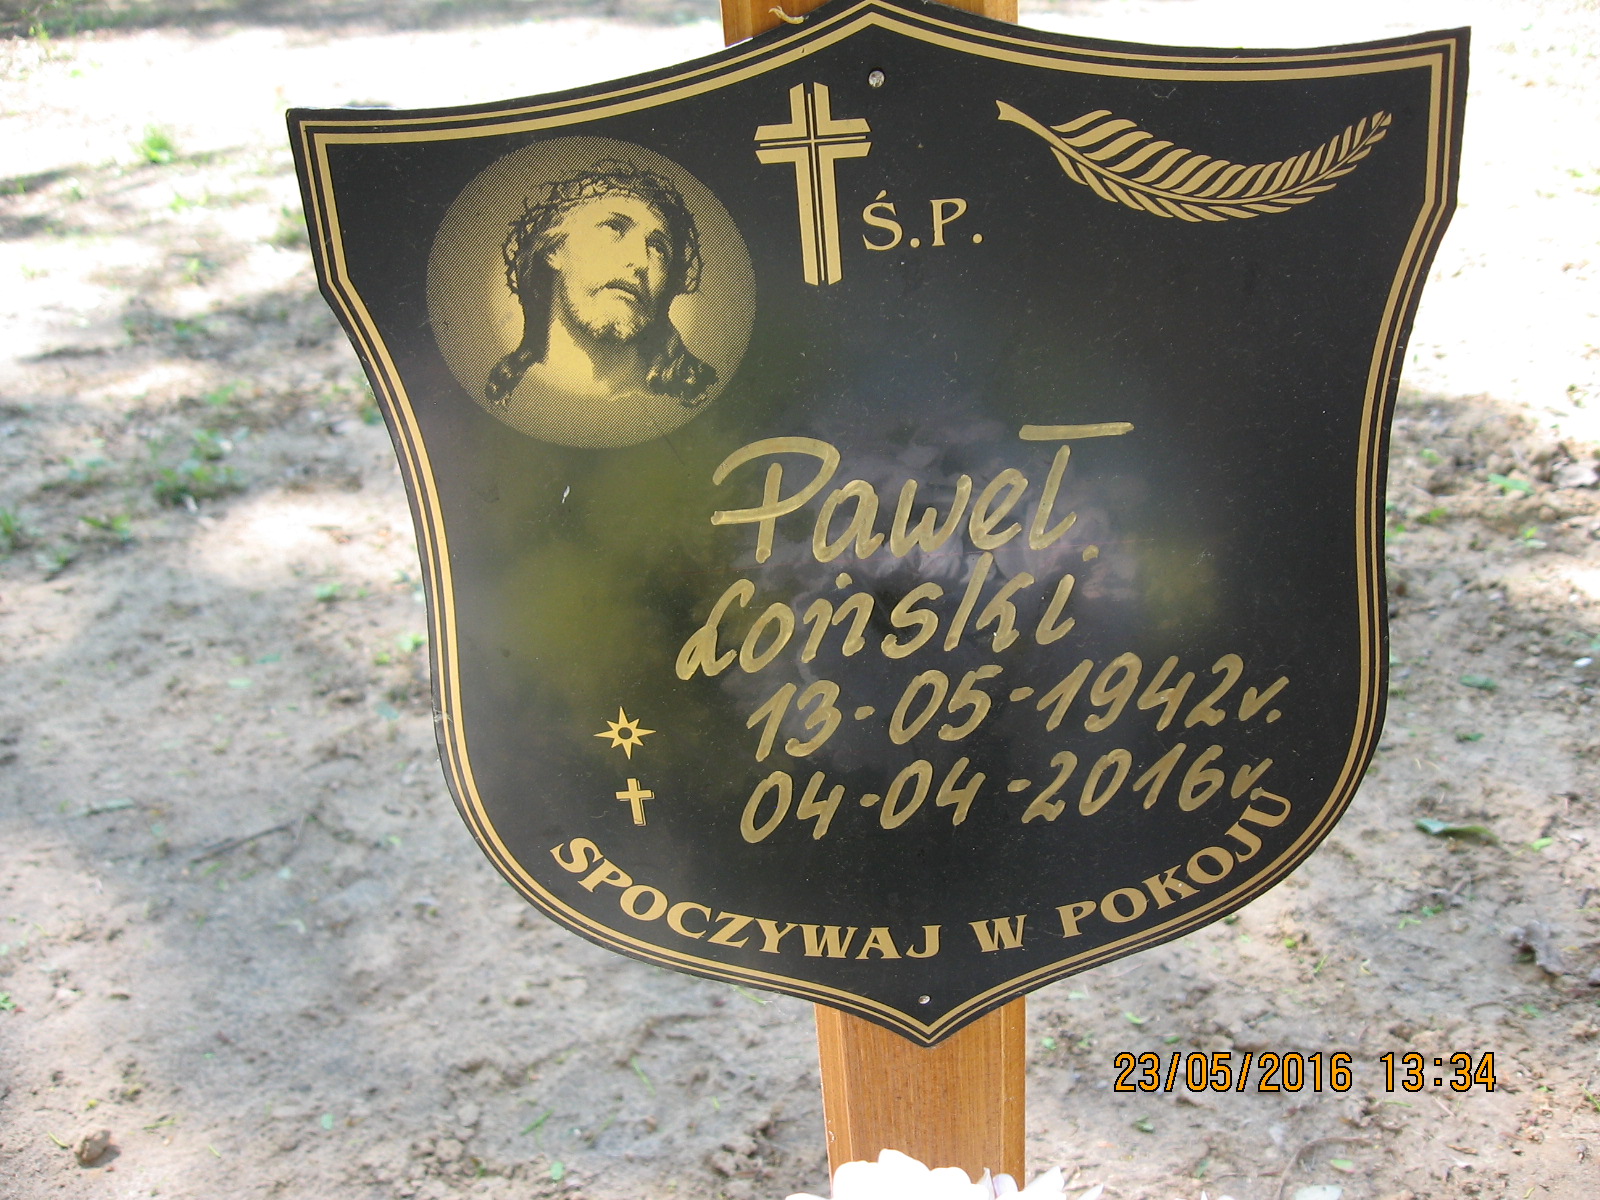 Ś.P.
Paweł
Łoński
13-05-1942r.
04-04-2016r.
SPOCZYWAJ W POKOJU
23/05/2016 13:34